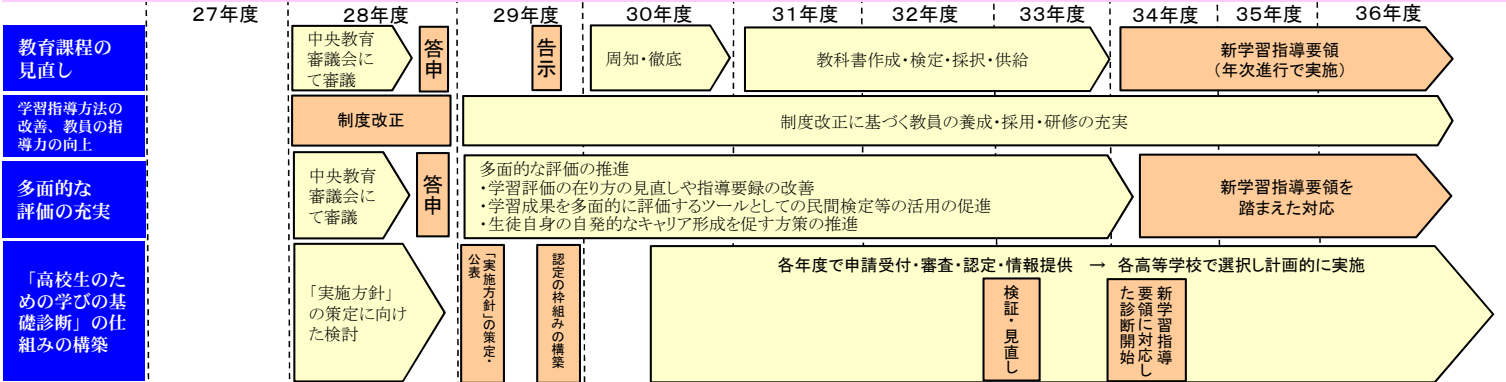 27年度 28年度 29年度 30年度 31年度 32年度 33年度 34年度 35年度 36年度
教育課程の
見直し
中央教育
審議会に
て審議
答申
告示
周知・徹底
教科書作成・検定・採択・供給
新学習指導要領
(年次進行で実施)
学習指導方法の
改善、教員の指
導力の向上
制度改正
制度改正に基づく教員の養成・採用・研修の充実
多面的な
評価の充実
中央教育
審議会に
て審議
答申
多面的な評価の推進
・学習評価の在り方の見直しや指導要録の改善
・学習成果を多面的に評価するツールとしての民間検定等の活用の促進
・生徒自身の自発的なキャリア形成を促す方策の推進
新学習指導要領を
踏まえた対応
「高校生のた
めの学びの基
礎診断」の仕
組みの構築
「実施方針」
の策定に向け
た検討
「実施方針」の策定・
公表
認定の枠組みの構築
各年度で申請受付・審査・認定・情報提供 → 各高等学校で選択し計画的に実施
検証・見直し
新学習指導
要領に対応し
た診断開始